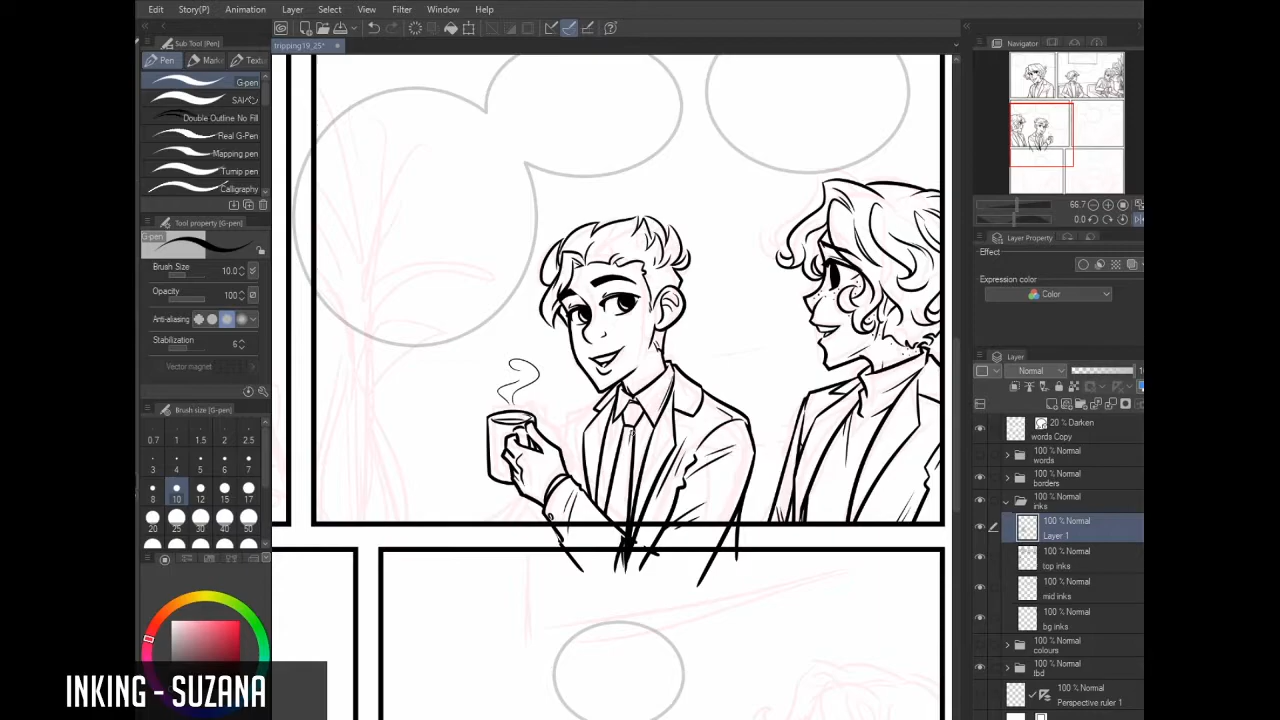 Edit Story(P) Animation Layer Select View Filter Window Help
tripping19_25*
Sub Tool [Pen]
Pen
G-pen
Double Outline No Fill
Real G-Pen
Mapping pen
Turnip pen
Calligraphy
Tool property [G-pen]
G-pen
Brush Size 10.0
Opacity 100
Anti-aliasing
Stabilization 6
Vector magnet
Brush size [G-pen]
0.7 1 1.5 2 2.5
3 4 5 6 7
8 10 12 15 17
20 25 30 40 50
INKING - SUZANA
Navigator
66.7
0.0
Layer Property
Effect
Expression color
Color
Layer
Normal
20 % Darken
words Copy
100 % Normal
words
100 % Normal
borders
100 % Normal
inks
100 % Normal
Layer 1
100 % Normal
top inks
100 % Normal
mid inks
100 % Normal
bg inks
100 % Normal
colours
100 % Normal
tbd
100 % Normal
Perspective ruler 1